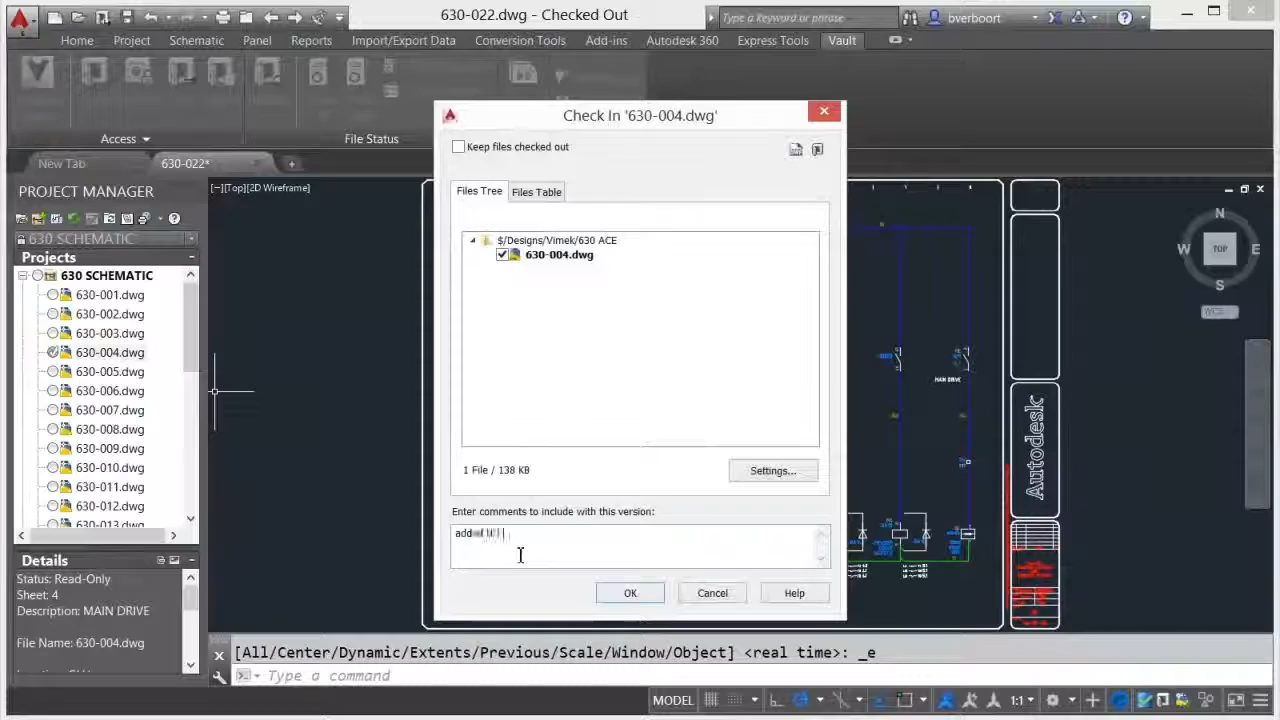 630-022.dwg - Checked Out
Type a keyword or phrase
bverboort
Home Project Schematic Panel Reports Import/Export Data Conversion Tools Add-ins Autodesk 360 Express Tools Vault
Access
File Status
New Tab
630-022*
PROJECT MANAGER
[−][Top][2D Wireframe]
630 SCHEMATIC
Projects
630 SCHEMATIC
630-001.dwg
630-002.dwg
630-003.dwg
630-004.dwg
630-005.dwg
630-006.dwg
630-007.dwg
630-008.dwg
630-009.dwg
630-010.dwg
630-011.dwg
630-012.dwg
630-013.dwg
Details
Status: Read-Only
Sheet: 4
Description: MAIN DRIVE
File Name: 630-004.dwg
Check In '630-004.dwg'
Keep files checked out
Files Tree
Files Table
$/Designs/Vimek/630 ACE
630-004.dwg
1 File / 138 KB
Settings...
Enter comments to include with this version:
OK
Cancel
Help
N
W
TOP
E
S
WCS
MAIN DRIVE
Autodesk
[All/Center/Dynamic/Extents/Previous/Scale/Window/Object] <real time>: _e
Type a command
MODEL
1:1